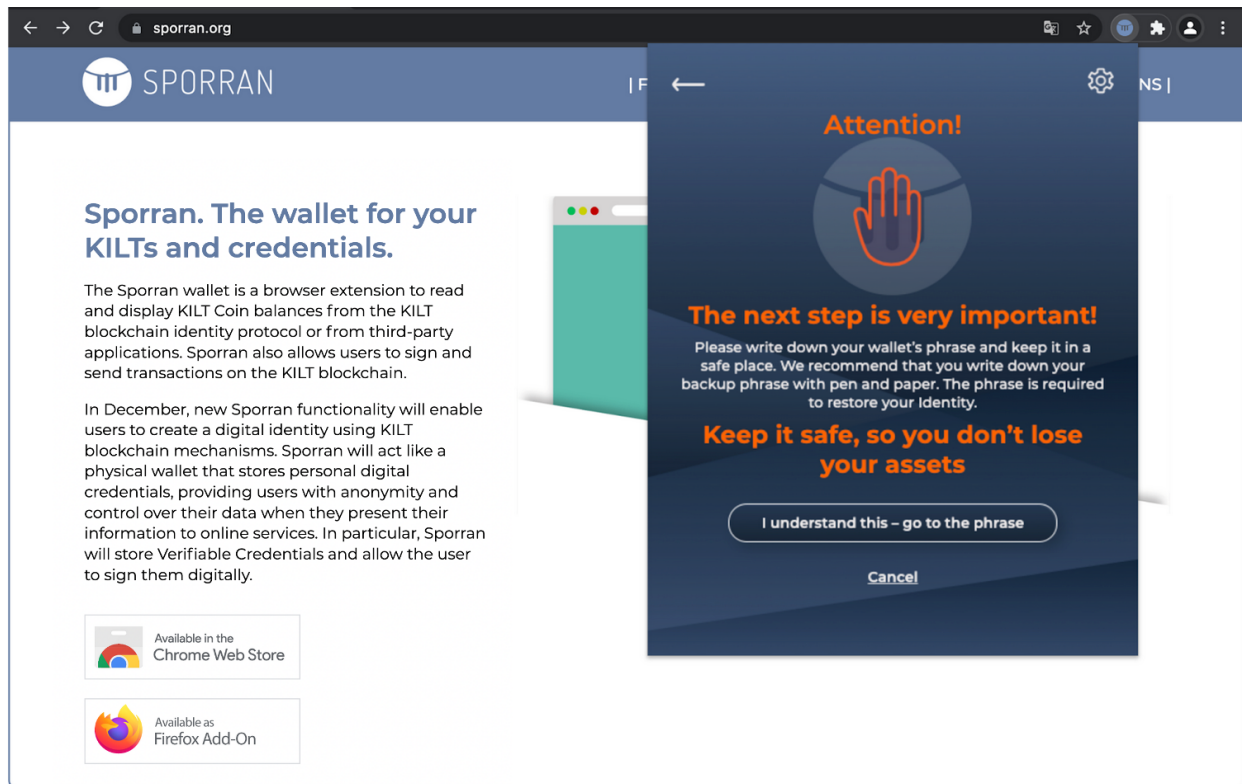 sporran.org
SPORRAN
| F
NS |
Sporran. The wallet for your
KILTs and credentials.
The Sporran wallet is a browser extension to read
and display KILT Coin balances from the KILT
blockchain identity protocol or from third-party
applications. Sporran also allows users to sign and
send transactions on the KILT blockchain.
In December, new Sporran functionality will enable
users to create a digital identity using KILT
blockchain mechanisms. Sporran will act like a
physical wallet that stores personal digital
credentials, providing users with anonymity and
control over their data when they present their
information to online services. In particular, Sporran
will store Verifiable Credentials and allow the user
to sign them digitally.
Available in the
Chrome Web Store
Available as
Firefox Add-On
Attention!
The next step is very important!
Please write down your wallet’s phrase and keep it in a
safe place. We recommend that you write down your
backup phrase with pen and paper. The phrase is required
to restore your Identity.
Keep it safe, so you don’t lose
your assets
I understand this – go to the phrase
Cancel